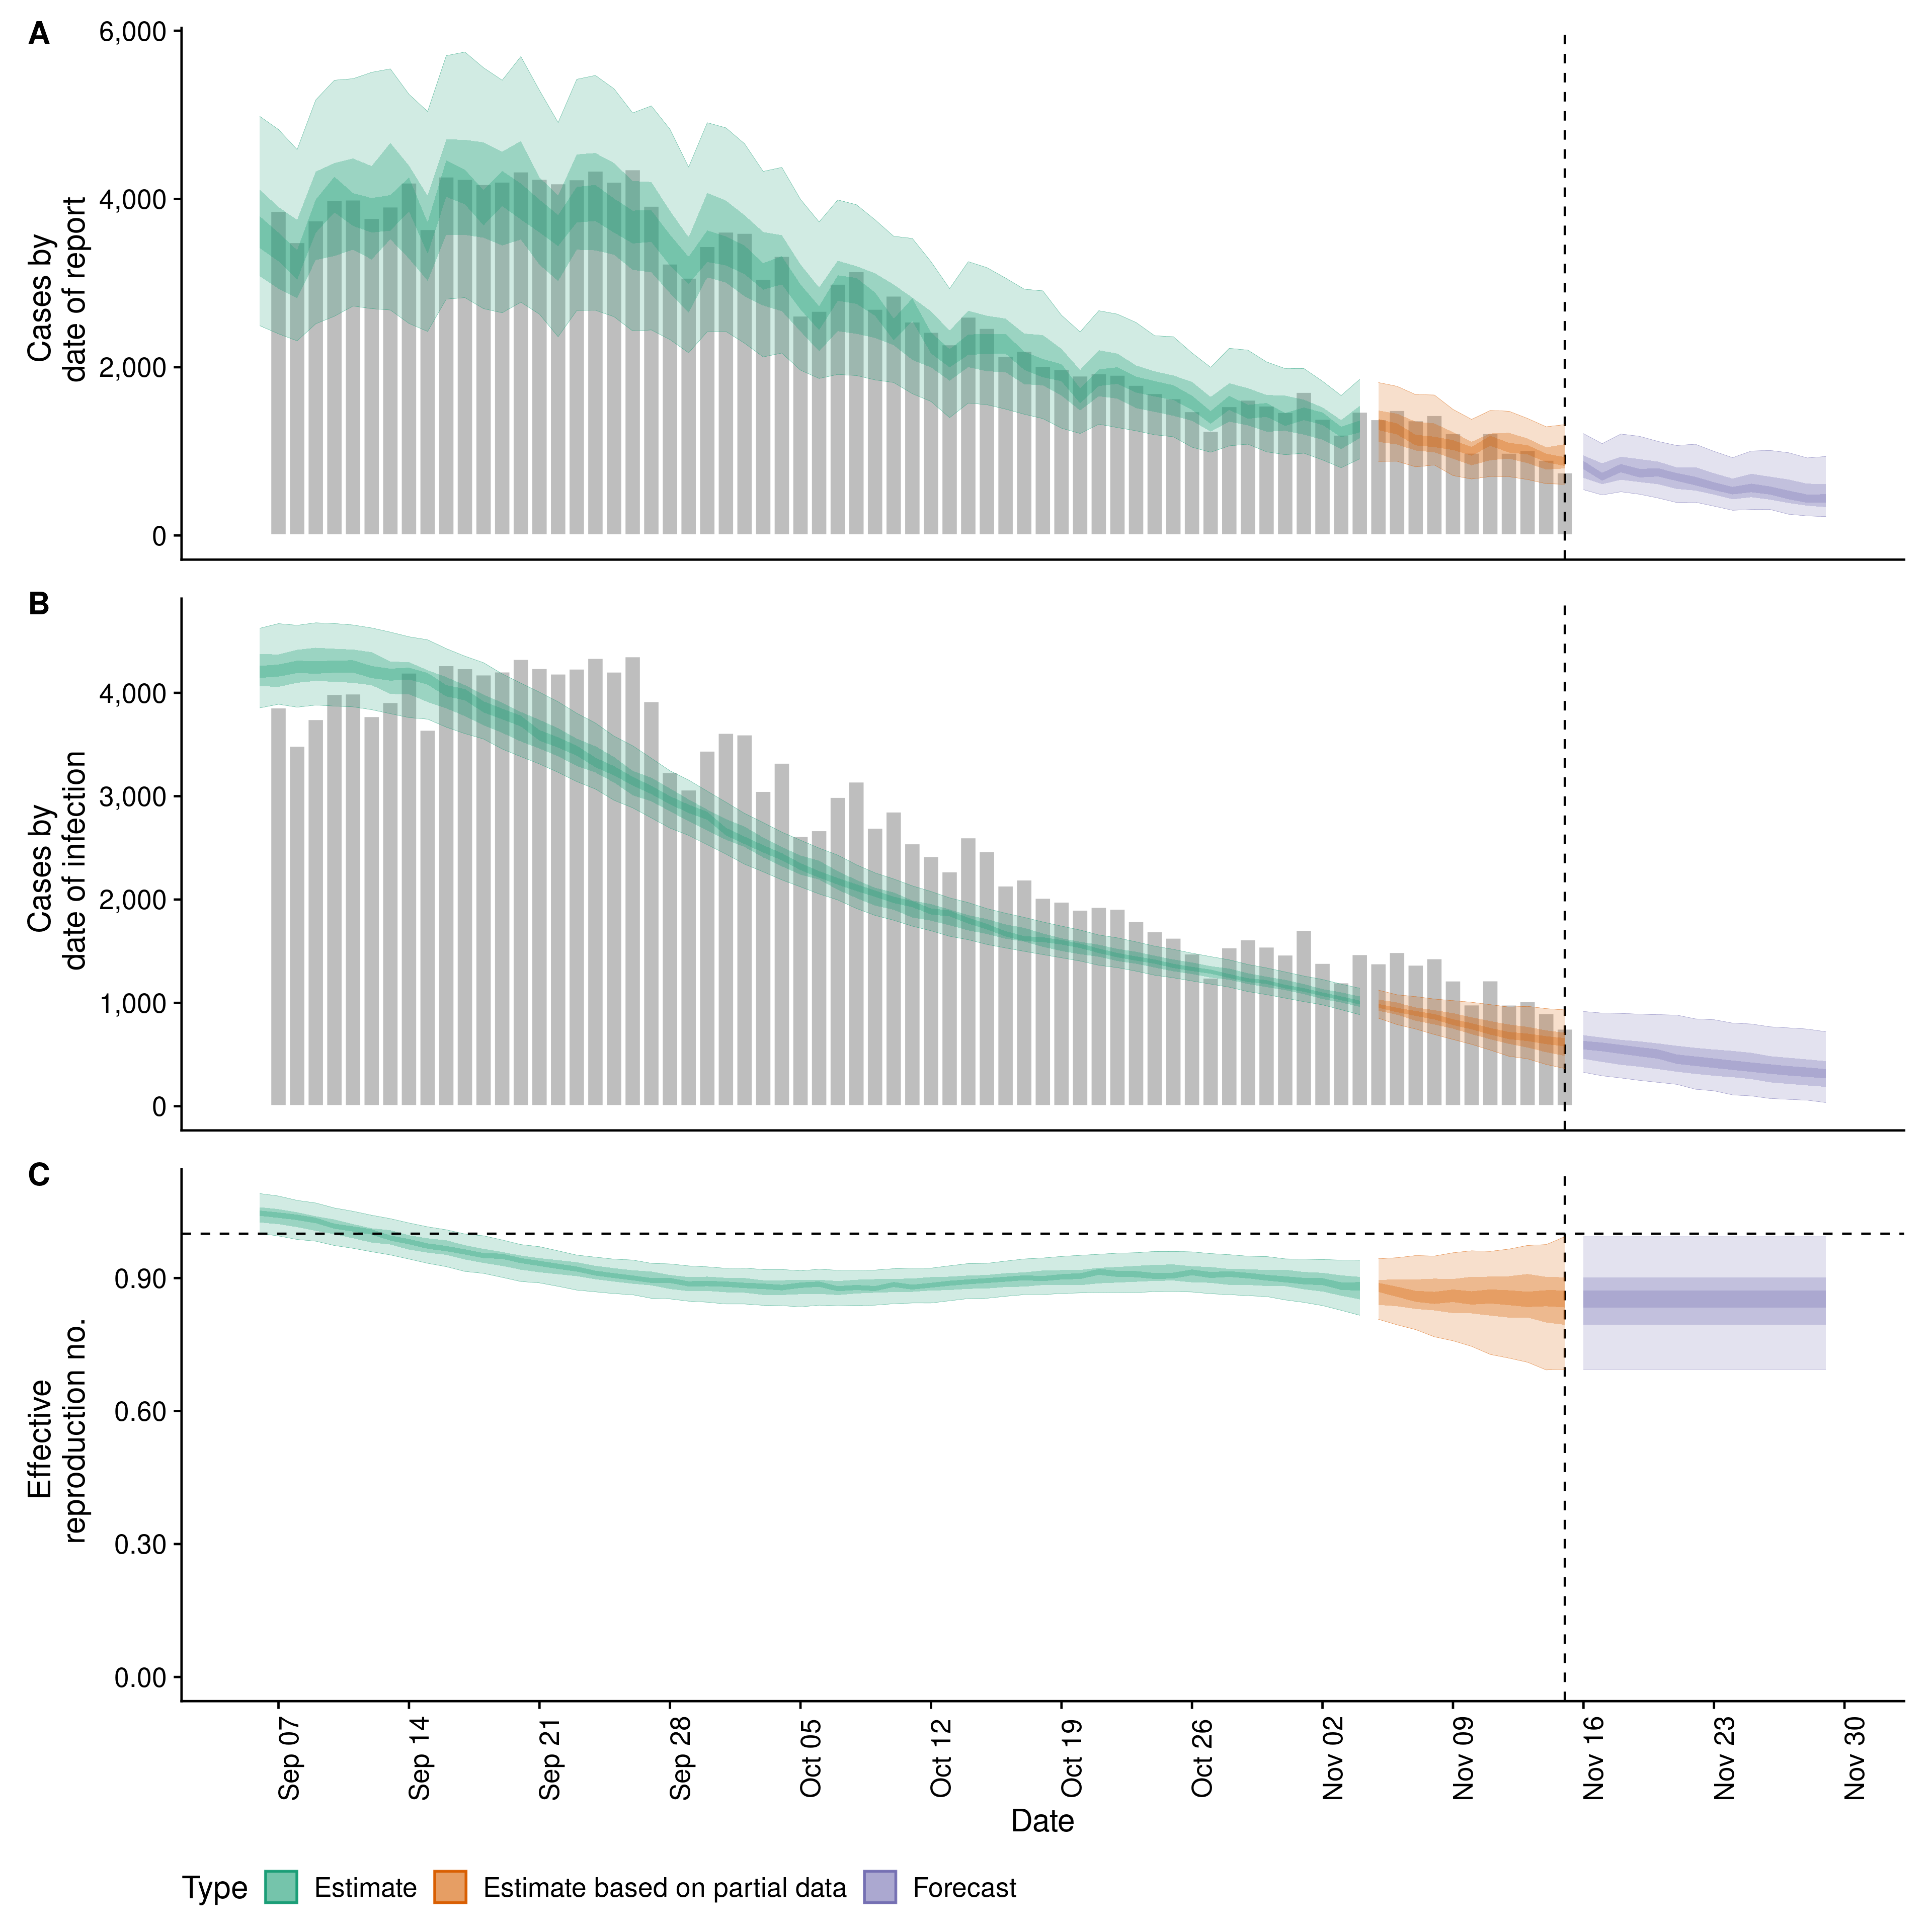 A
Cases by
date of report
6,000
4,000
2,000
0
B
Cases by
date of infection
4,000
3,000
2,000
1,000
0
C
Effective
reproduction no.
0.90
0.60
0.30
0.00
Sep 07
Sep 14
Sep 21
Sep 28
Oct 05
Oct 12
Oct 19
Oct 26
Nov 02
Nov 09
Nov 16
Nov 23
Nov 30
Date
Type
Estimate
Estimate based on partial data
Forecast